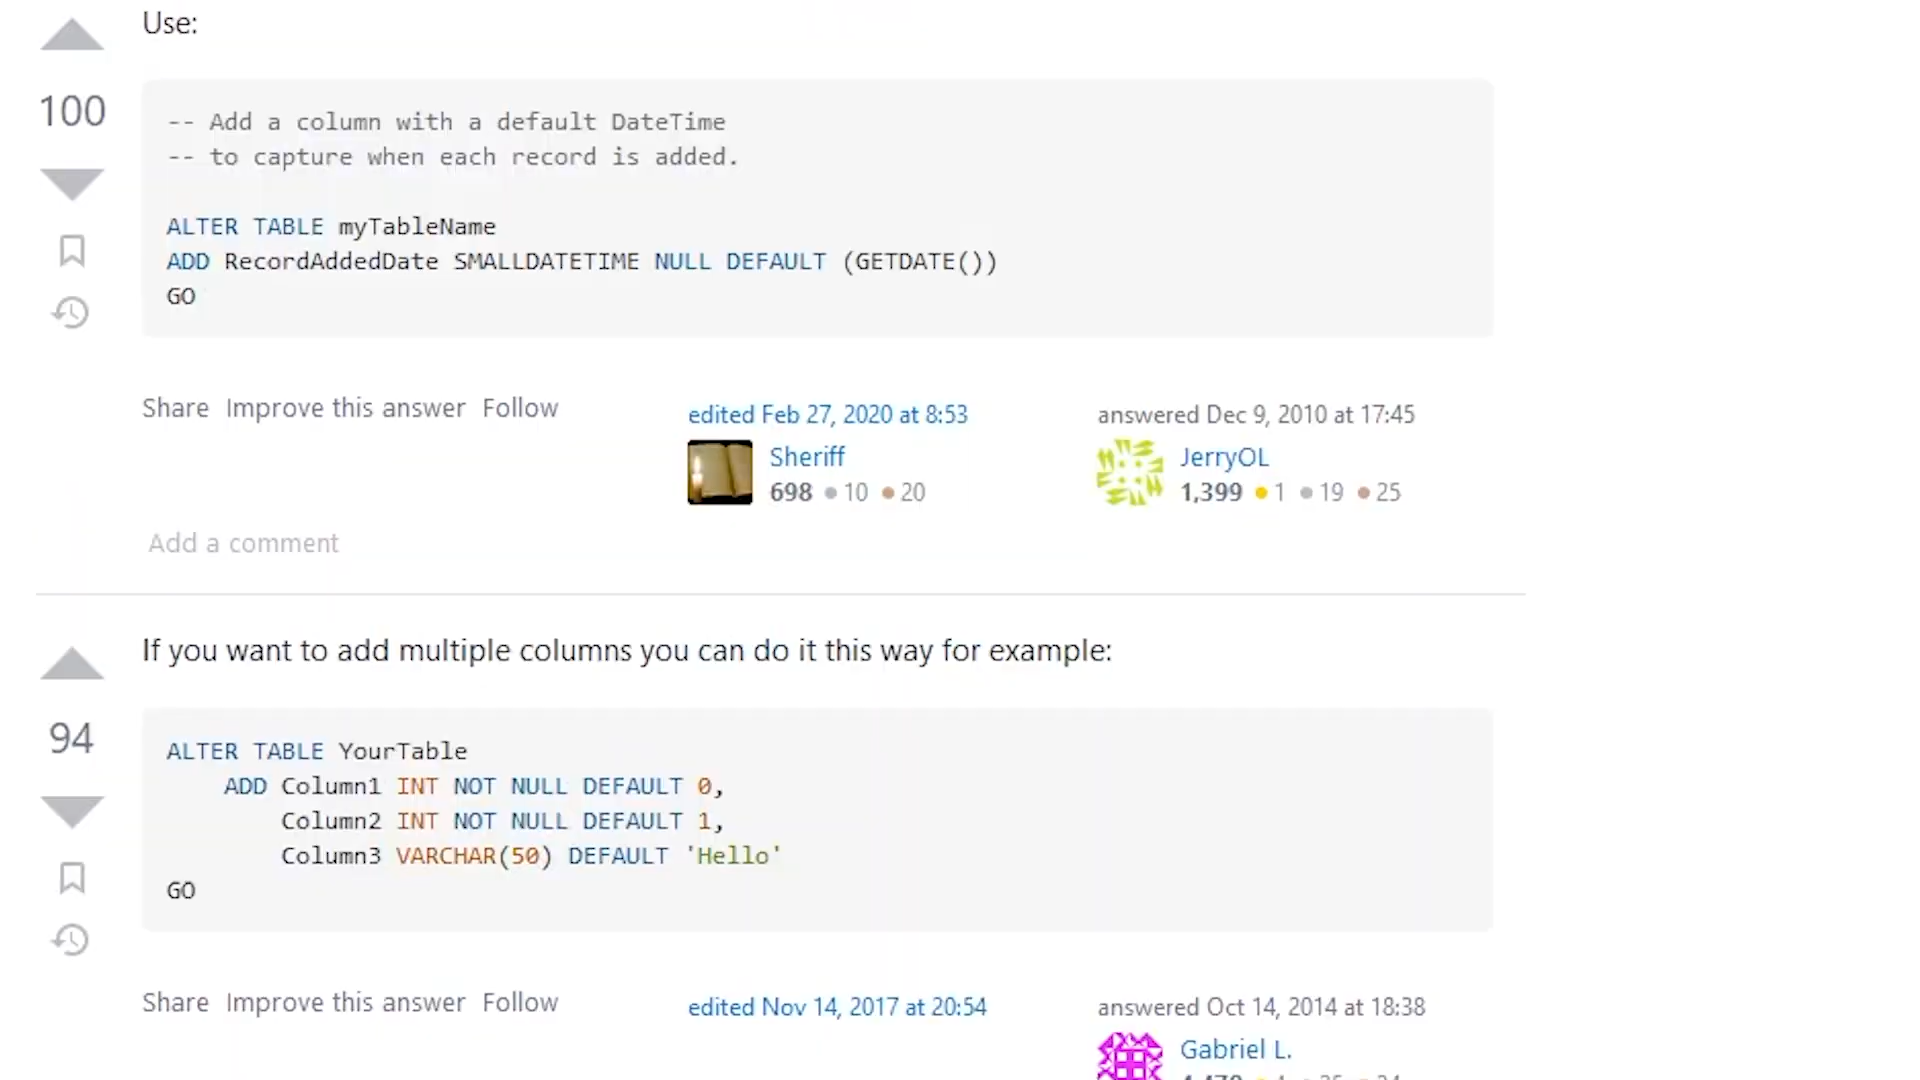 Use:
100
-- Add a column with a default DateTime
-- to capture when each record is added.
ALTER TABLE myTableName
ADD RecordAddedDate SMALLDATETIME NULL DEFAULT (GETDATE())
GO
Share Improve this answer Follow
edited Feb 27, 2020 at 8:53
Sheriff
698 10 20
answered Dec 9, 2010 at 17:45
JerryOL
1,399 1 19 25
Add a comment
If you want to add multiple columns you can do it this way for example:
94
ALTER TABLE YourTable
ADD Column1 INT NOT NULL DEFAULT 0,
Column2 INT NOT NULL DEFAULT 1,
Column3 VARCHAR(50) DEFAULT 'Hello'
GO
Share Improve this answer Follow
edited Nov 14, 2017 at 20:54
answered Oct 14, 2014 at 18:38
Gabriel L.